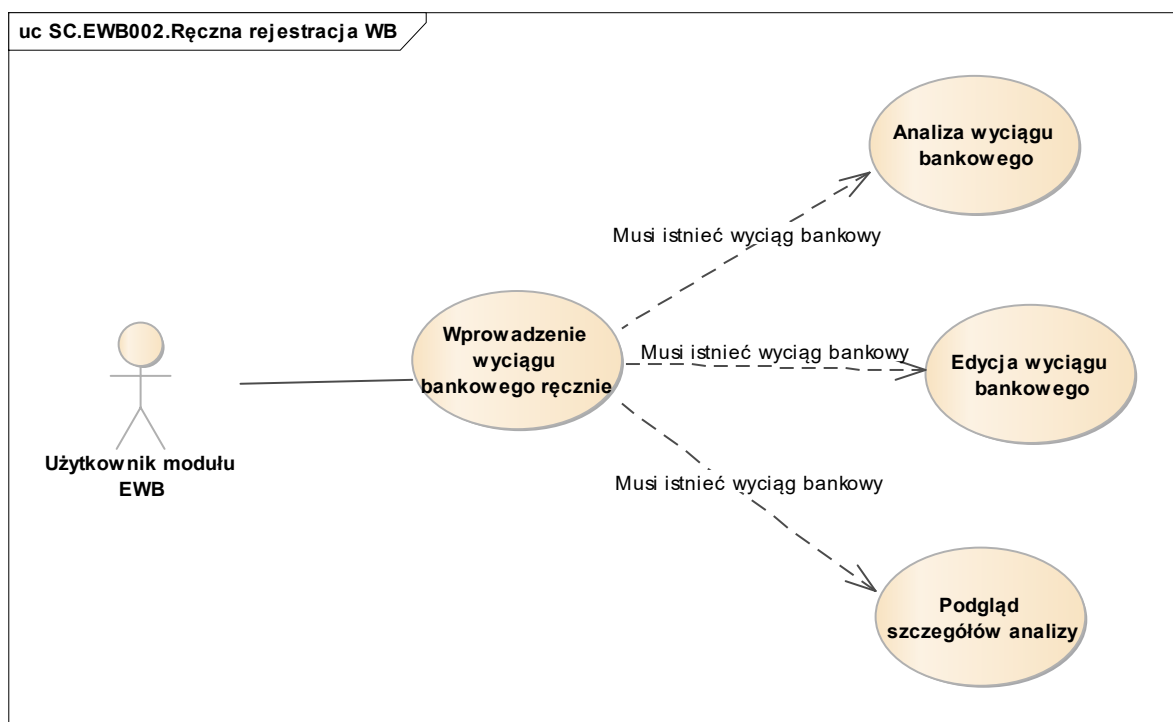 uc SC.EWB002.Ręczna rejestracja WB
Analiza wyciągu
bankowego
Musi istnieć wyciąg bankowy
Wprowadzenie
wyciągu
bankowego ręcznie
Musi istnieć wyciąg bankowy
Edycja wyciągu
bankowego
Użytkownik modułu
EWB
Musi istnieć wyciąg bankowy
Podgląd
szczegółów analizy